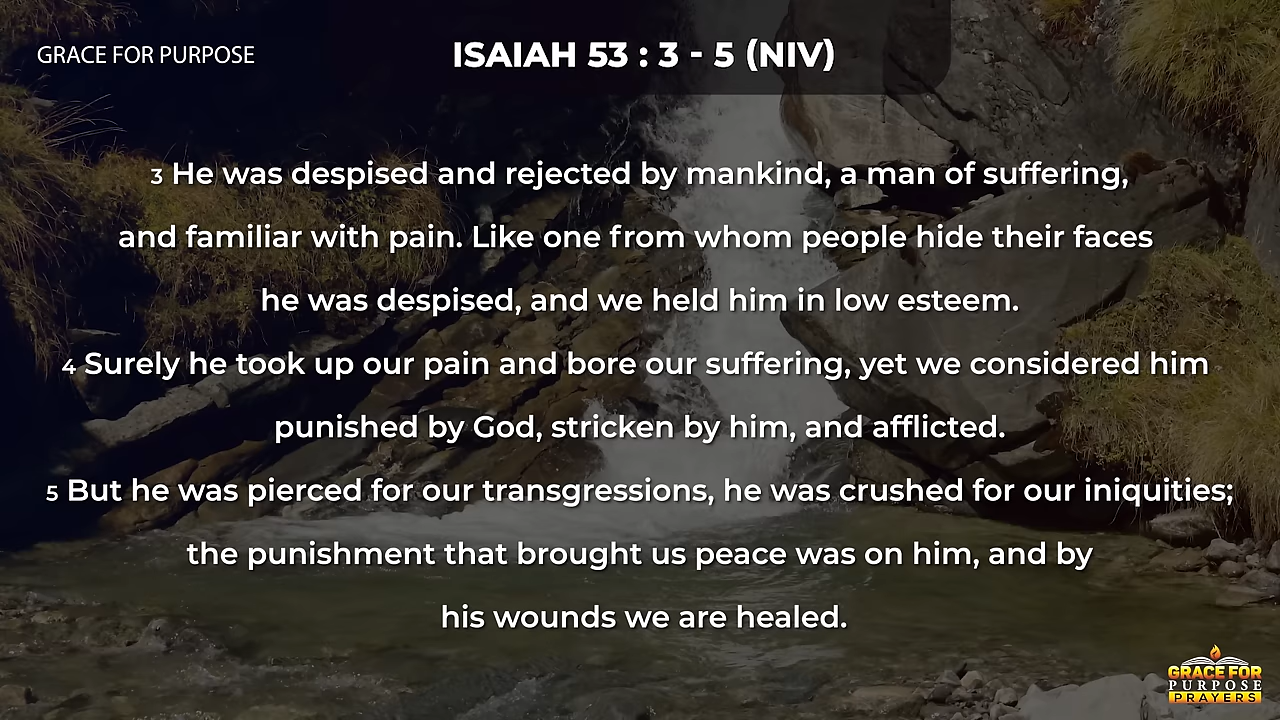 GRACE FOR PURPOSE
ISAIAH 53 : 3 - 5 (NIV)
3 He was despised and rejected by mankind, a man of suffering,
and familiar with pain. Like one from whom people hide their faces
he was despised, and we held him in low esteem.
4 Surely he took up our pain and bore our suffering, yet we considered him
punished by God, stricken by him, and afflicted.
5 But he was pierced for our transgressions, he was crushed for our iniquities;
the punishment that brought us peace was on him, and by
his wounds we are healed.
GRACE FOR
PURPOSE
PRAYERS